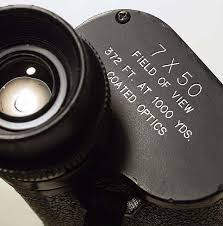 7 X 50
FIELD OF VIEW
372 FT. AT 1000 YDS.
COATED OPTICS